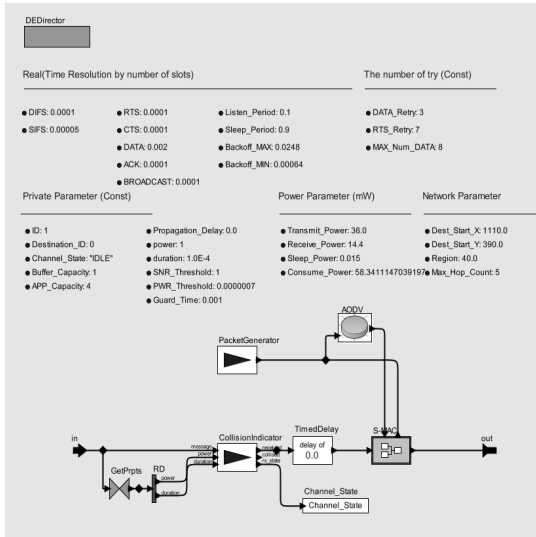 DEDirector
Real(Time Resolution by number of slots)
The number of try (Const)
DIFS: 0.0001
SIFS: 0.00005
RTS: 0.0001
CTS: 0.0001
DATA: 0.002
ACK: 0.0001
BROADCAST: 0.0001
Listen_Period: 0.1
Sleep_Period: 0.9
Backoff_MAX: 0.0248
Backoff_MIN: 0.00064
DATA_Retry: 3
RTS_Retry: 7
MAX_Num_DATA: 8
Private Parameter (Const)
Power Parameter (mW)
Network Parameter
ID: 1
Destination_ID: 0
Channel_State: "IDLE"
Buffer_Capacity: 1
APP_Capacity: 4
Propagation_Delay: 0.0
power: 1
duration: 1.0E-4
SNR_Threshold: 1
PWR_Threshold: 0.0000007
Guard_Time: 0.001
Transmit_Power: 36.0
Receive_Power: 14.4
Sleep_Power: 0.015
Consume_Power: 58.3411147039197
Dest_Start_X: 1110.0
Dest_Start_Y: 390.0
Region: 40.0
Max_Hop_Count: 5
AODV
PacketGenerator
in
GetPrpts
RD
power
duration
message
power
duration
CollisionIndicator
received
collided
rx_state
TimedDelay
delay of
0.0
S-MAC
out
Channel_State
Channel_State